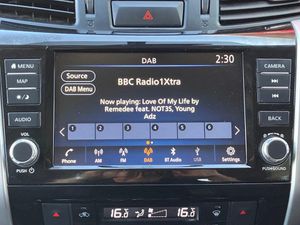 DAB
2:30
MENU
Source
CAMERA
MAP
DAB Menu
BBC Radio1Xtra
Now playing: Love Of My Life by
Remedee feat. NOT3S, Young
Adz
AUDIO
BACK
1 2 3 4 5 6
VOL
PUSH
PUSH SOUND
Phone AM FM DAB BT Audio USB Settings
16.0 16.0